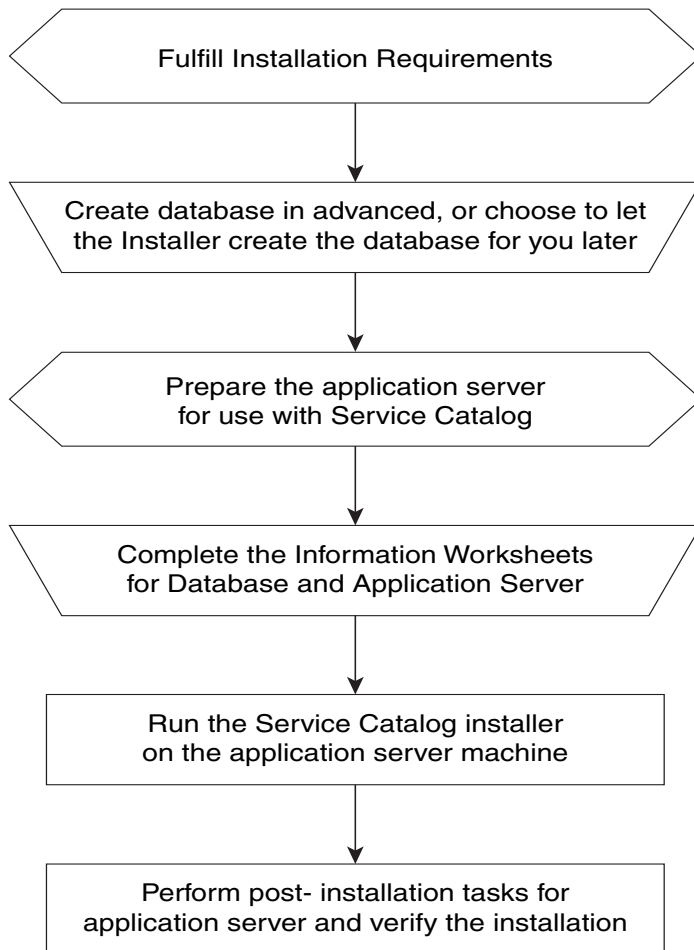 Fulfill Installation Requirements
Create database in advanced, or choose to let
the Installer create the database for you later
Prepare the application server
for use with Service Catalog
Complete the Information Worksheets
for Database and Application Server
Run the Service Catalog installer
on the application server machine
Perform post- installation tasks for
application server and verify the installation